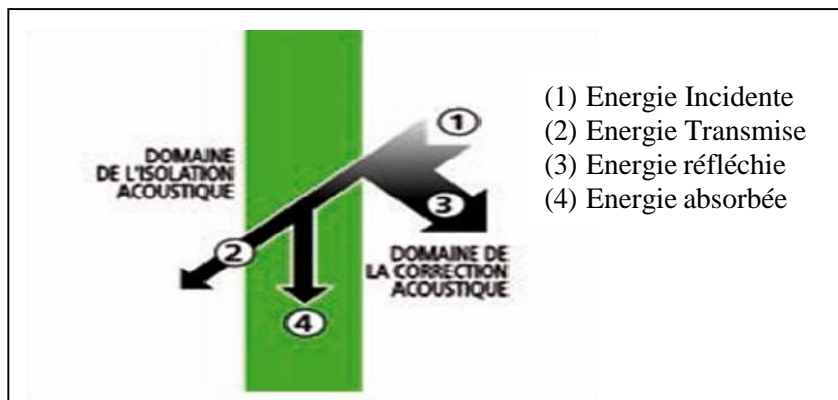 (1) Energie Incidente
(2) Energie Transmise
(3) Energie réfléchie
(4) Energie absorbée
1
DOMAINE
DE L'ISOLATION
ACOUSTIQUE
3
2
DOMAINE DE
LA CORRECTION
ACOUSTIQUE
4